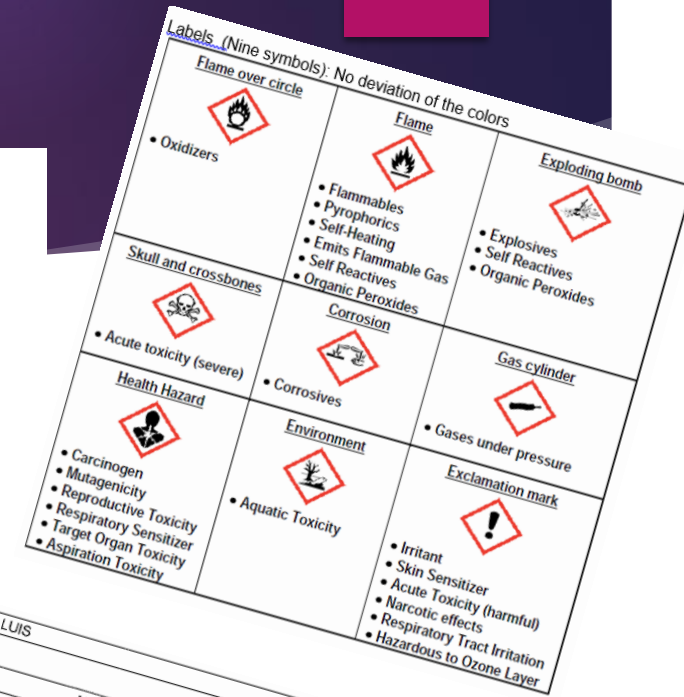 Labels (Nine symbols): No deviation of the colors
Flame over circle
• Oxidizers
Flame
• Flammables
• Pyrophorics
• Self-Heating
• Emits Flammable Gas
• Self Reactives
• Organic Peroxides
Exploding bomb
• Explosives
• Self Reactives
• Organic Peroxides
Skull and crossbones
• Acute toxicity (severe)
Corrosion
• Corrosives
Gas cylinder
• Gases under pressure
Health Hazard
• Carcinogen
• Mutagenicity
• Reproductive Toxicity
• Respiratory Sensitizer
• Target Organ Toxicity
• Aspiration Toxicity
Environment
• Aquatic Toxicity
Exclamation mark
• Irritant
• Skin Sensitizer
• Acute Toxicity (harmful)
• Narcotic effects
• Respiratory Tract Irritation
• Hazardous to Ozone Layer
LUIS